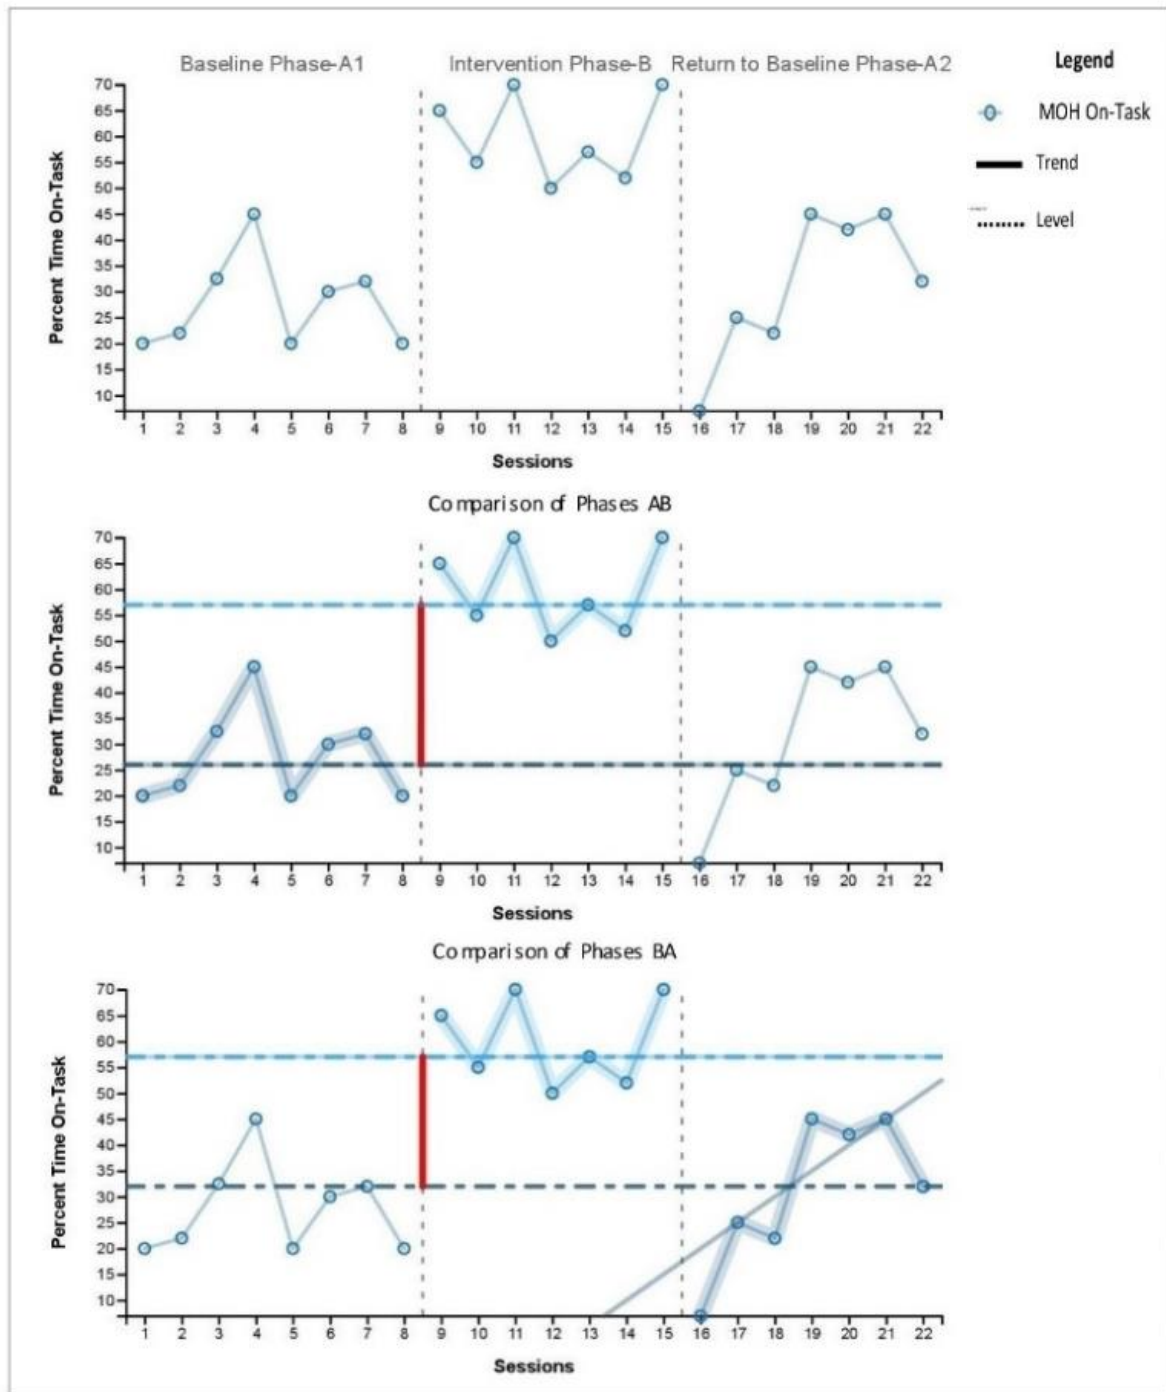 Baseline Phase-A1 Intervention Phase-B Return to Baseline Phase-A2
Legend
MOH On-Task
Trend
Level
Percent Time On-Task
70
65
60
55
50
45
40
35
30
25
20
15
10
1 2 3 4 5 6 7 8 9 10 11 12 13 14 15 16 17 18 19 20 21 22
Sessions
Comparison of Phases AB
Percent Time On-Task
70
65
60
55
50
45
40
35
30
25
20
15
10
1 2 3 4 5 6 7 8 9 10 11 12 13 14 15 16 17 18 19 20 21 22
Sessions
Comparison of Phases BA
Percent Time On-Task
70
65
60
55
50
45
40
35
30
25
20
15
10
1 2 3 4 5 6 7 8 9 10 11 12 13 14 15 16 17 18 19 20 21 22
Sessions